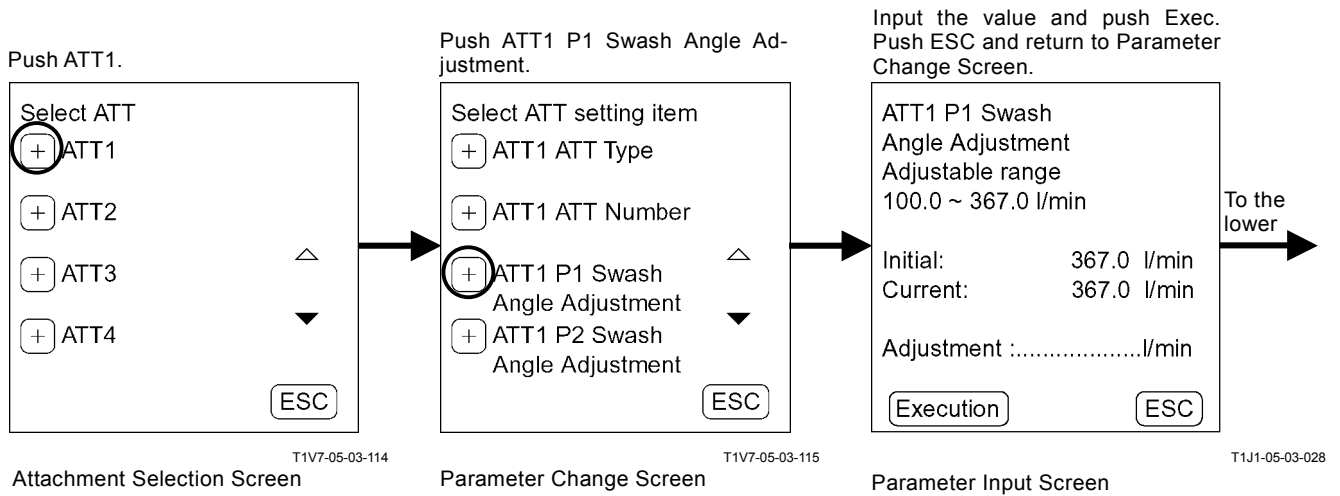 Push ATT1.
Select ATT
+ ATT1
+ ATT2
+ ATT3
+ ATT4
ESC
T1V7-05-03-114
Attachment Selection Screen
Push ATT1 P1 Swash Angle Ad-
justment.
Select ATT setting item
+ ATT1 ATT Type
+ ATT1 ATT Number
+ ATT1 P1 Swash
Angle Adjustment
+ ATT1 P2 Swash
Angle Adjustment
ESC
T1V7-05-03-115
Parameter Change Screen
Input the value and push Exec.
Push ESC and return to Parameter
Change Screen.
ATT1 P1 Swash
Angle Adjustment
Adjustable range
100.0 ~ 367.0 l/min
Initial: 367.0 l/min
Current: 367.0 l/min
Adjustment :...................l/min
Execution ESC
To the
lower
T1J1-05-03-028
Parameter Input Screen